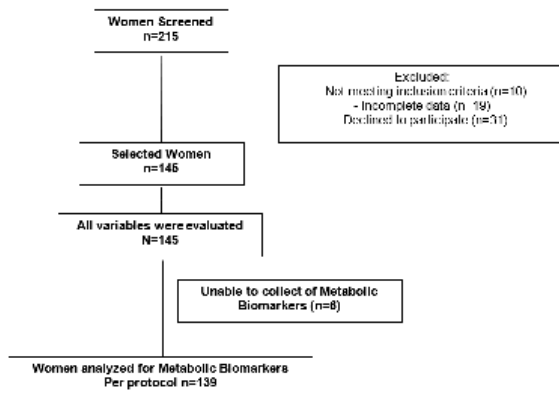 Women Screened
n=215
Excluded:
Not meeting inclusion criteria (n=10)
- Incomplete data (n 19)
Declined to participate (n=31)
Selected Women
n=145
All variables were evaluated
N=145
Unable to collect of Metabolic
Biomarkers (n=6)
Women analyzed for Metabolic Biomarkers
Per protocol n=139